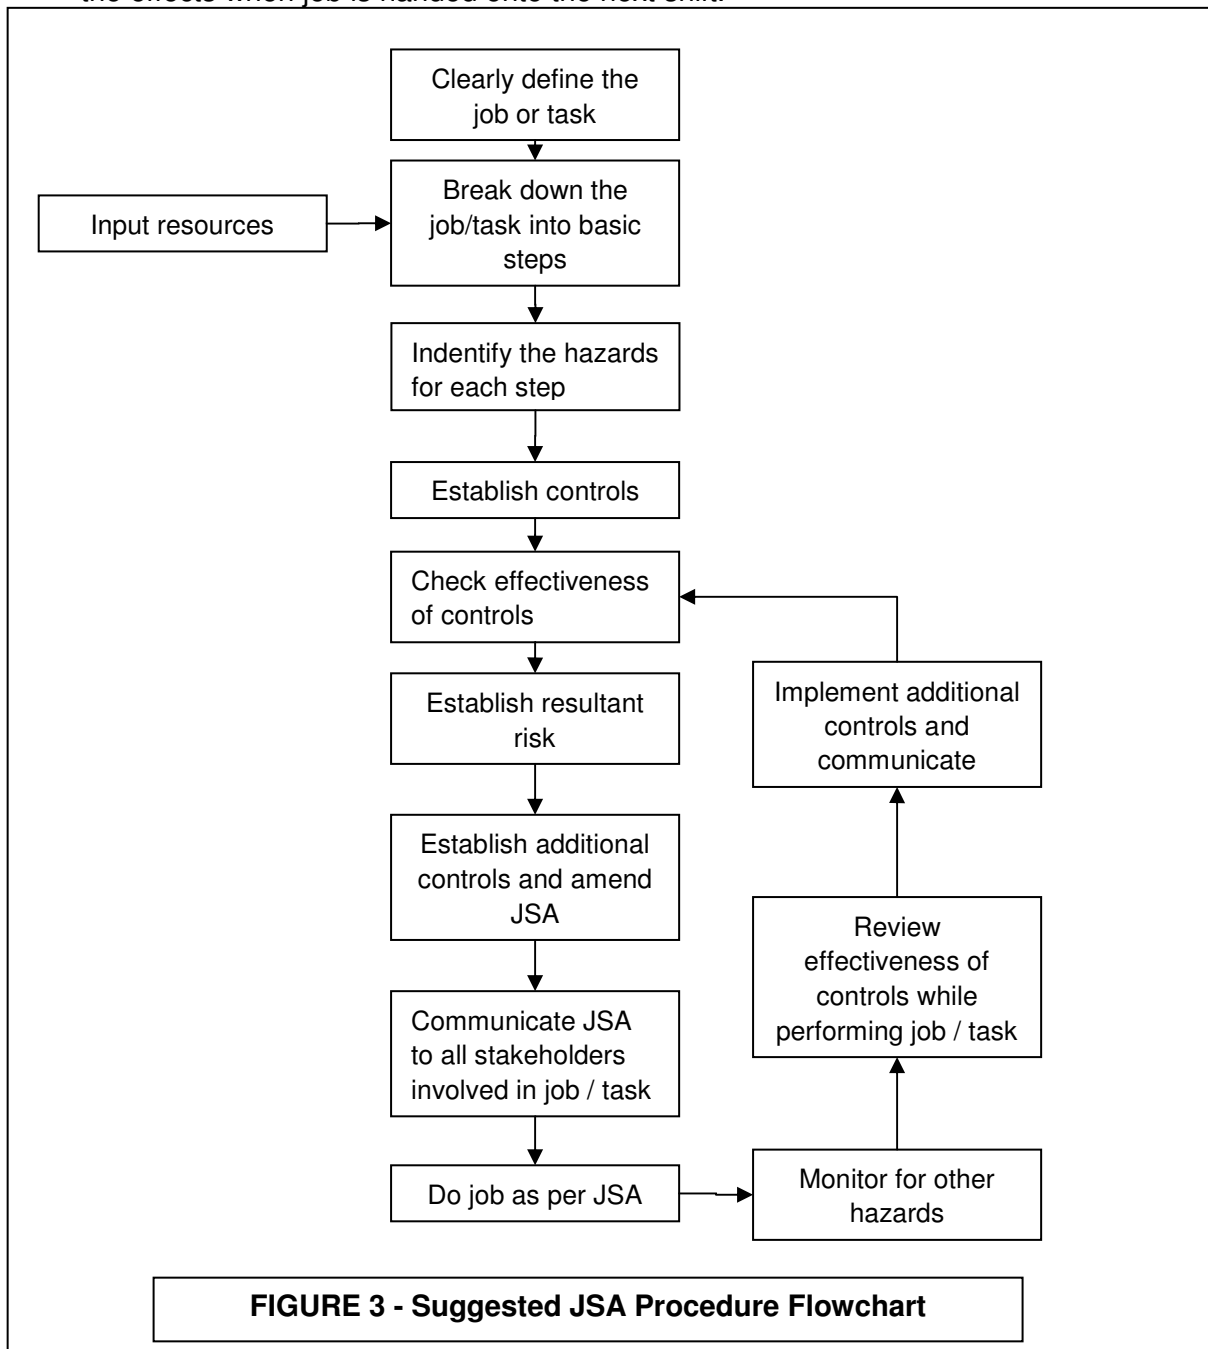 the effects when job is handed onto the next shift.
Clearly define the
job or task
Break down the
job/task into basic
steps
Input resources
Indentify the hazards
for each step
Establish controls
Check effectiveness
of controls
Establish resultant
risk
Implement additional
controls and
communicate
Establish additional
controls and amend
JSA
Review
effectiveness of
controls while
performing job / task
Communicate JSA
to all stakeholders
involved in job / task
Do job as per JSA
Monitor for other
hazards
FIGURE 3 - Suggested JSA Procedure Flowchart